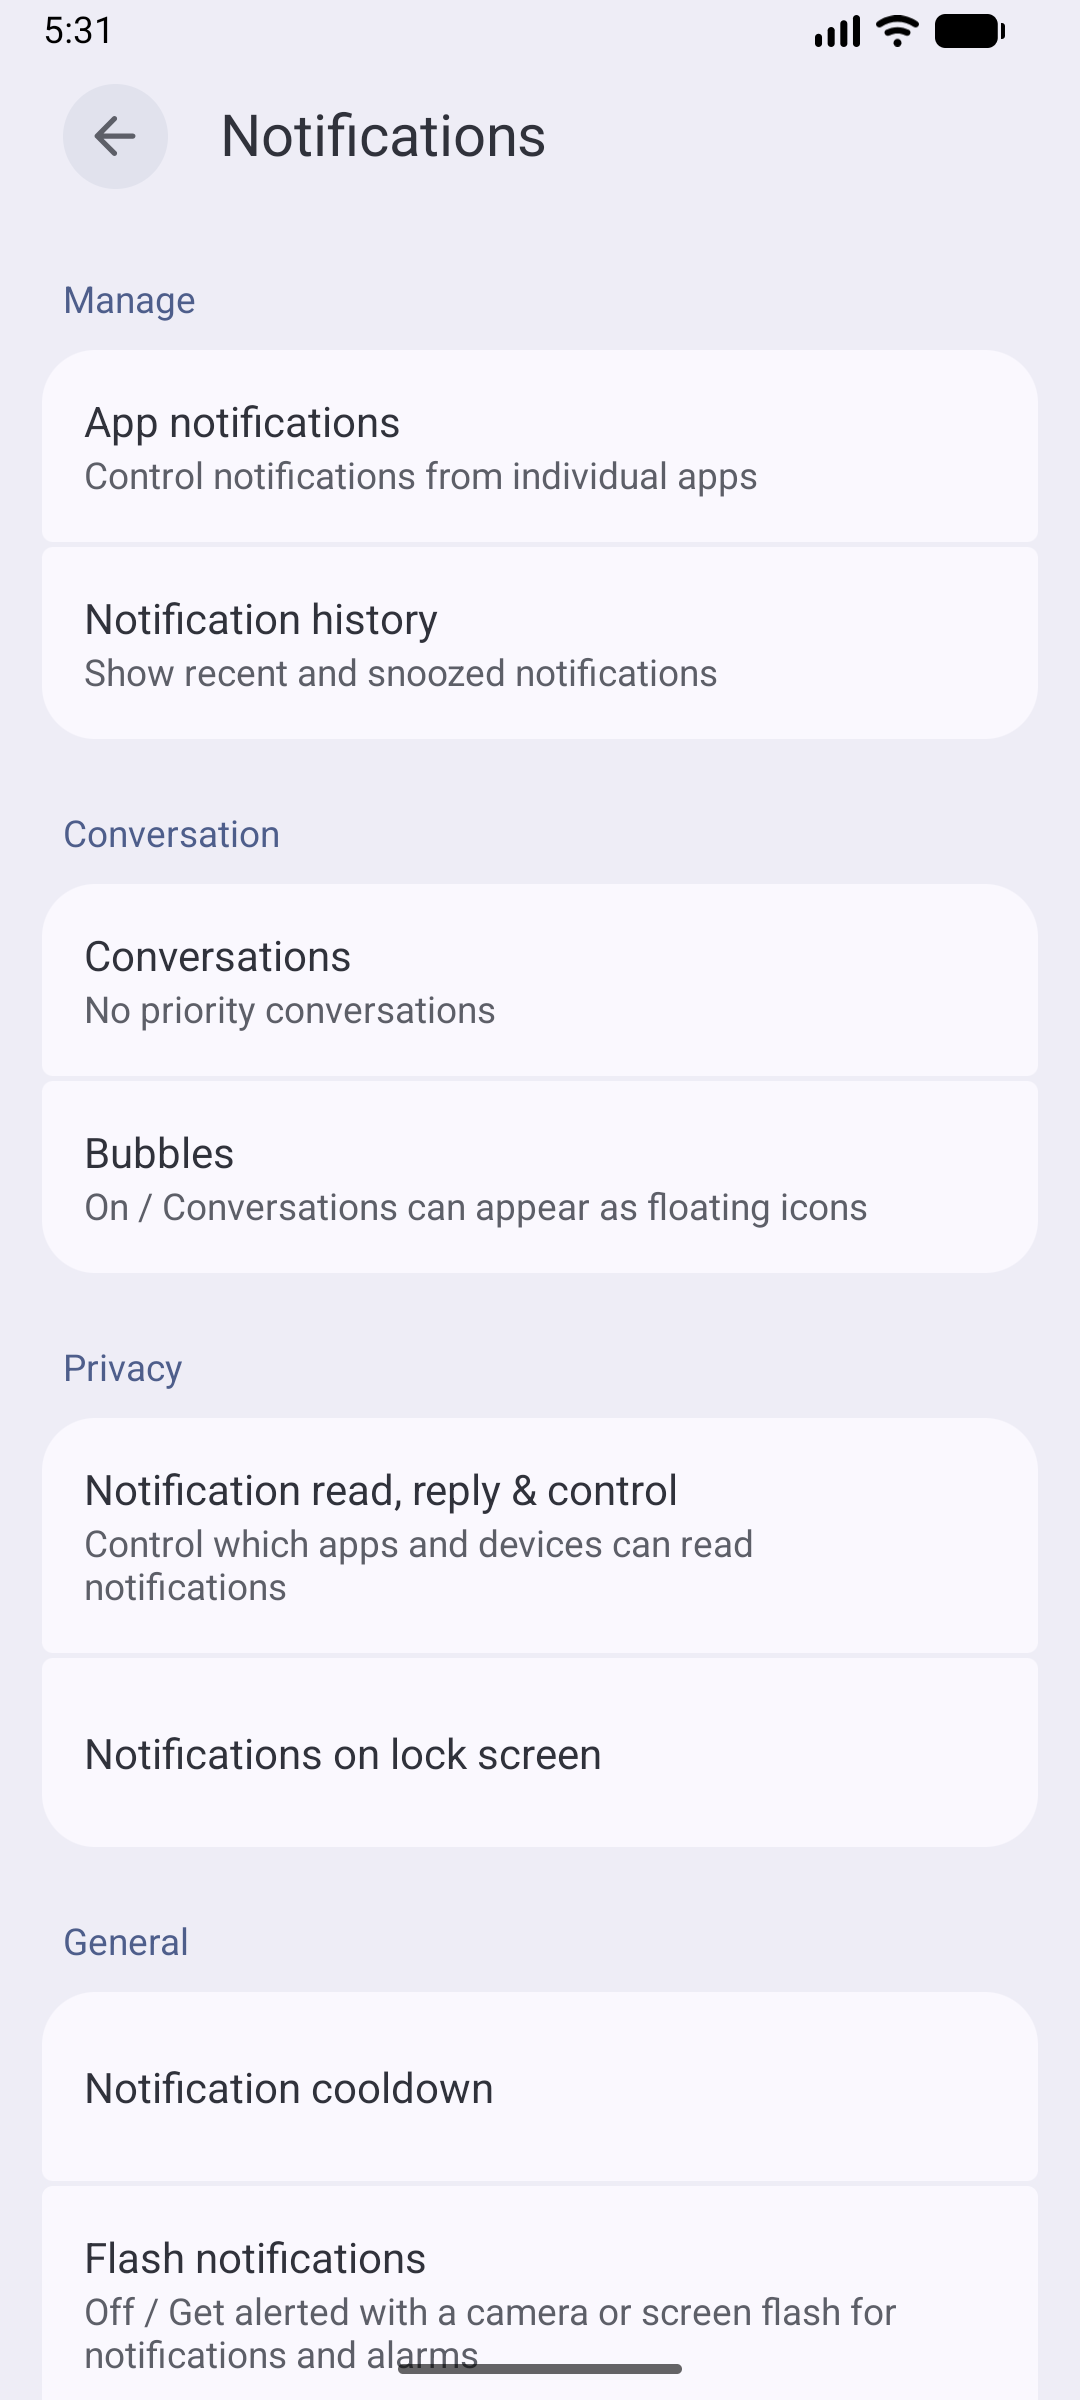 5:31
Notifications
Manage
App notifications
Control notifications from individual apps
Notification history
Show recent and snoozed notifications
Conversation
Conversations
No priority conversations
Bubbles
On / Conversations can appear as floating icons
Privacy
Notification read, reply & control
Control which apps and devices can read
notifications
Notifications on lock screen
General
Notification cooldown
Flash notifications
Off / Get alerted with a camera or screen flash for
notifications and alarms